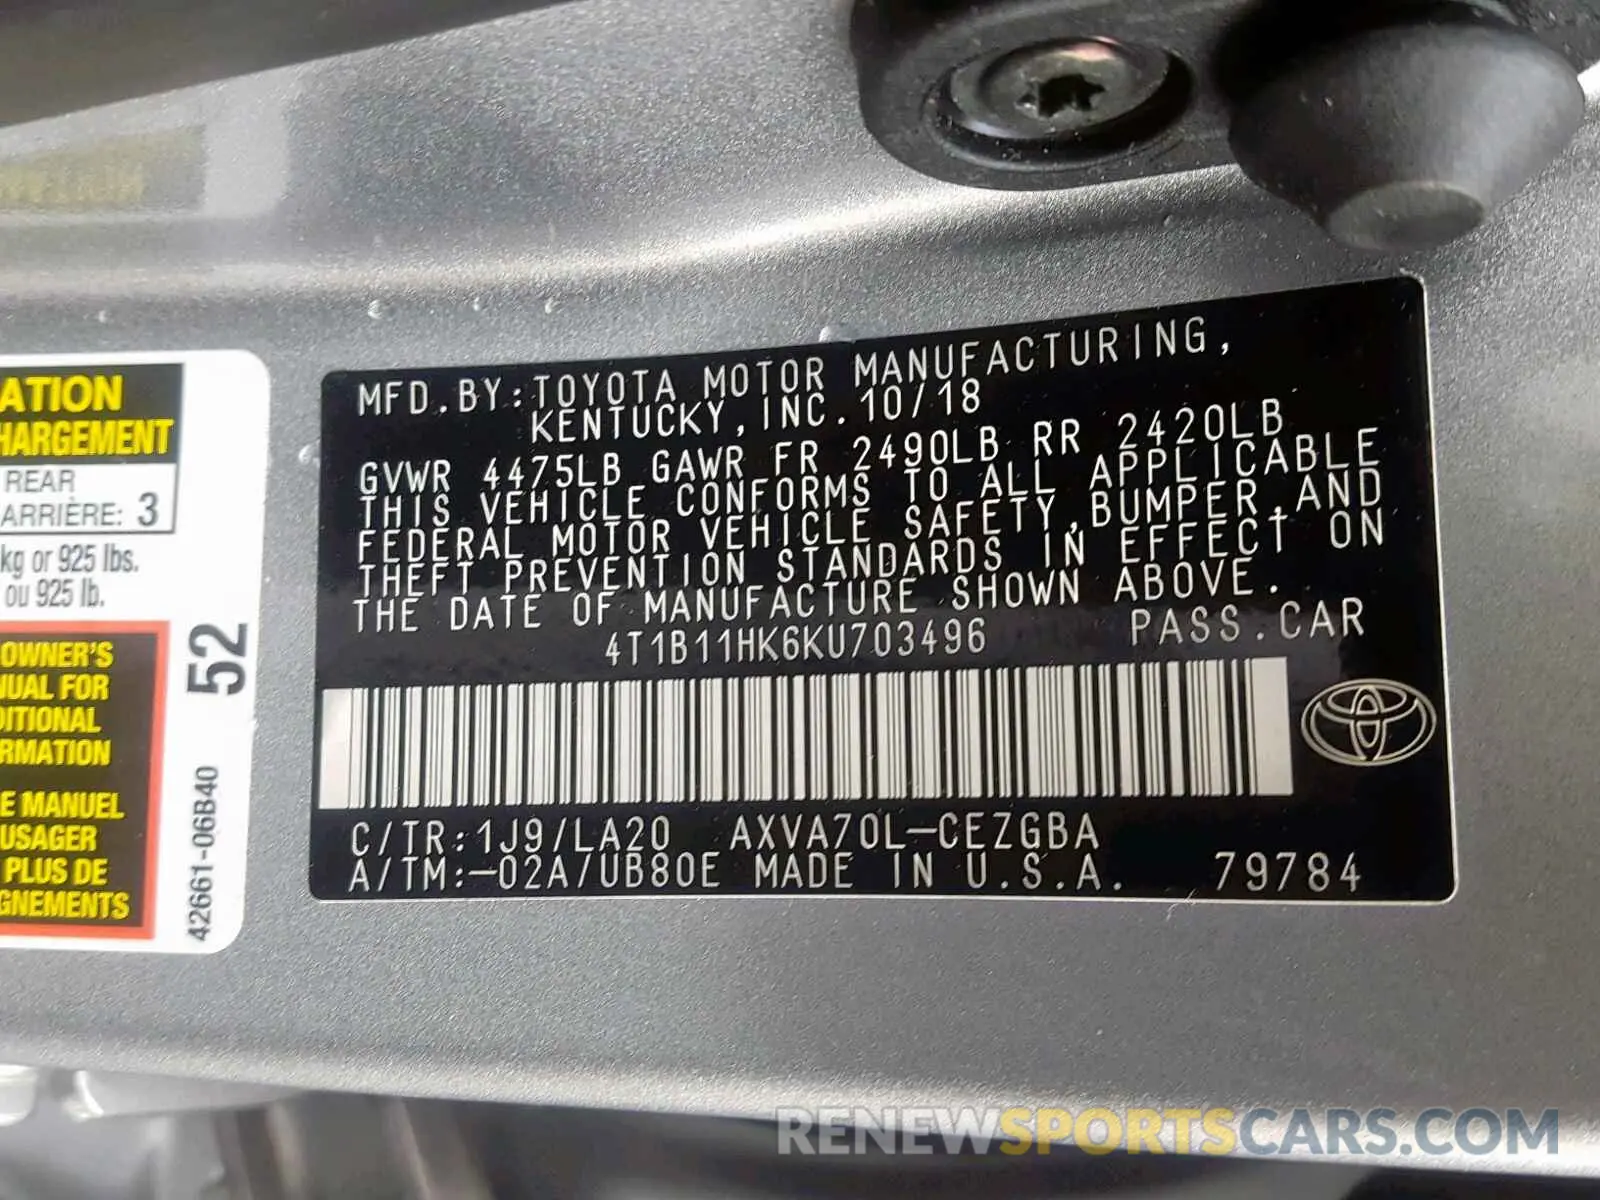 ATION
HARGEMENT
REAR
ARRIÈRE: 3
kg or 925 lbs.
ou 925 lb.
OWNER'S
NUAL FOR
DITIONAL
RMATION
E MANUEL
USAGER
PLUS DE
GNEMENTS
52
42661-06B40
MFD.BY:TOYOTA MOTOR MANUFACTURING,
KENTUCKY,INC.10/18
GVWR 4475LB GAWR FR 2490LB RR 2420LB
THIS VEHICLE CONFORMS TO ALL APPLICABLE
FEDERAL MOTOR VEHICLE SAFETY,BUMPER,AND
THEFT PREVENTION STANDARDS IN EFFECT ON
THE DATE OF MANUFACTURE SHOWN ABOVE.
4T1B11HK6KU703496 PASS.CAR
C/TR:1J9/LA20 AXVA70L-CEZGBA
A/TM:-02A/UB80E MADE IN U.S.A. 79784
RENEWSPORTSCARS.COM